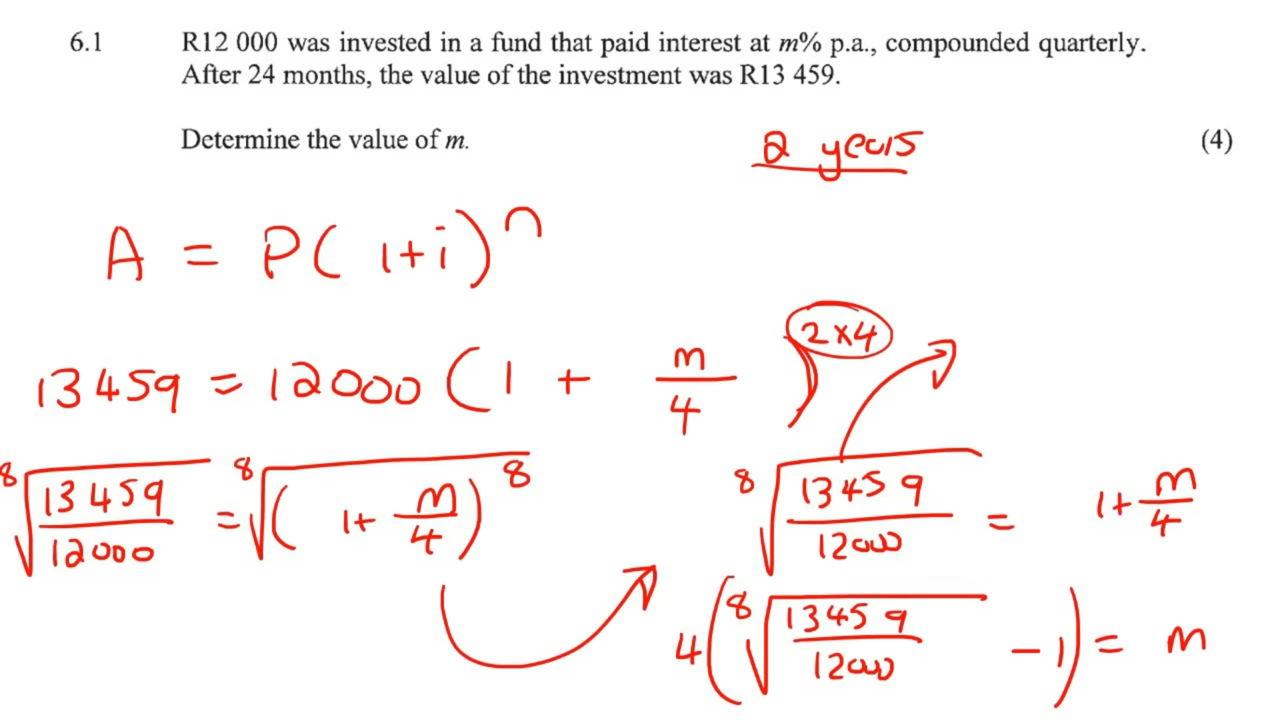 6.1 R12 000 was invested in a fund that paid interest at m% p.a., compounded quarterly.
After 24 months, the value of the investment was R13 459.
Determine the value of m. (4)
2 years
A = P(1+i)^n
13459 = 12000 (1 + m/4)^2×4
⁸√(13459/12000) = ⁸√(1+ m/4)^8
⁸√(13459/12000) = 1+ m/4
4(⁸√(13459/12000) - 1) = m